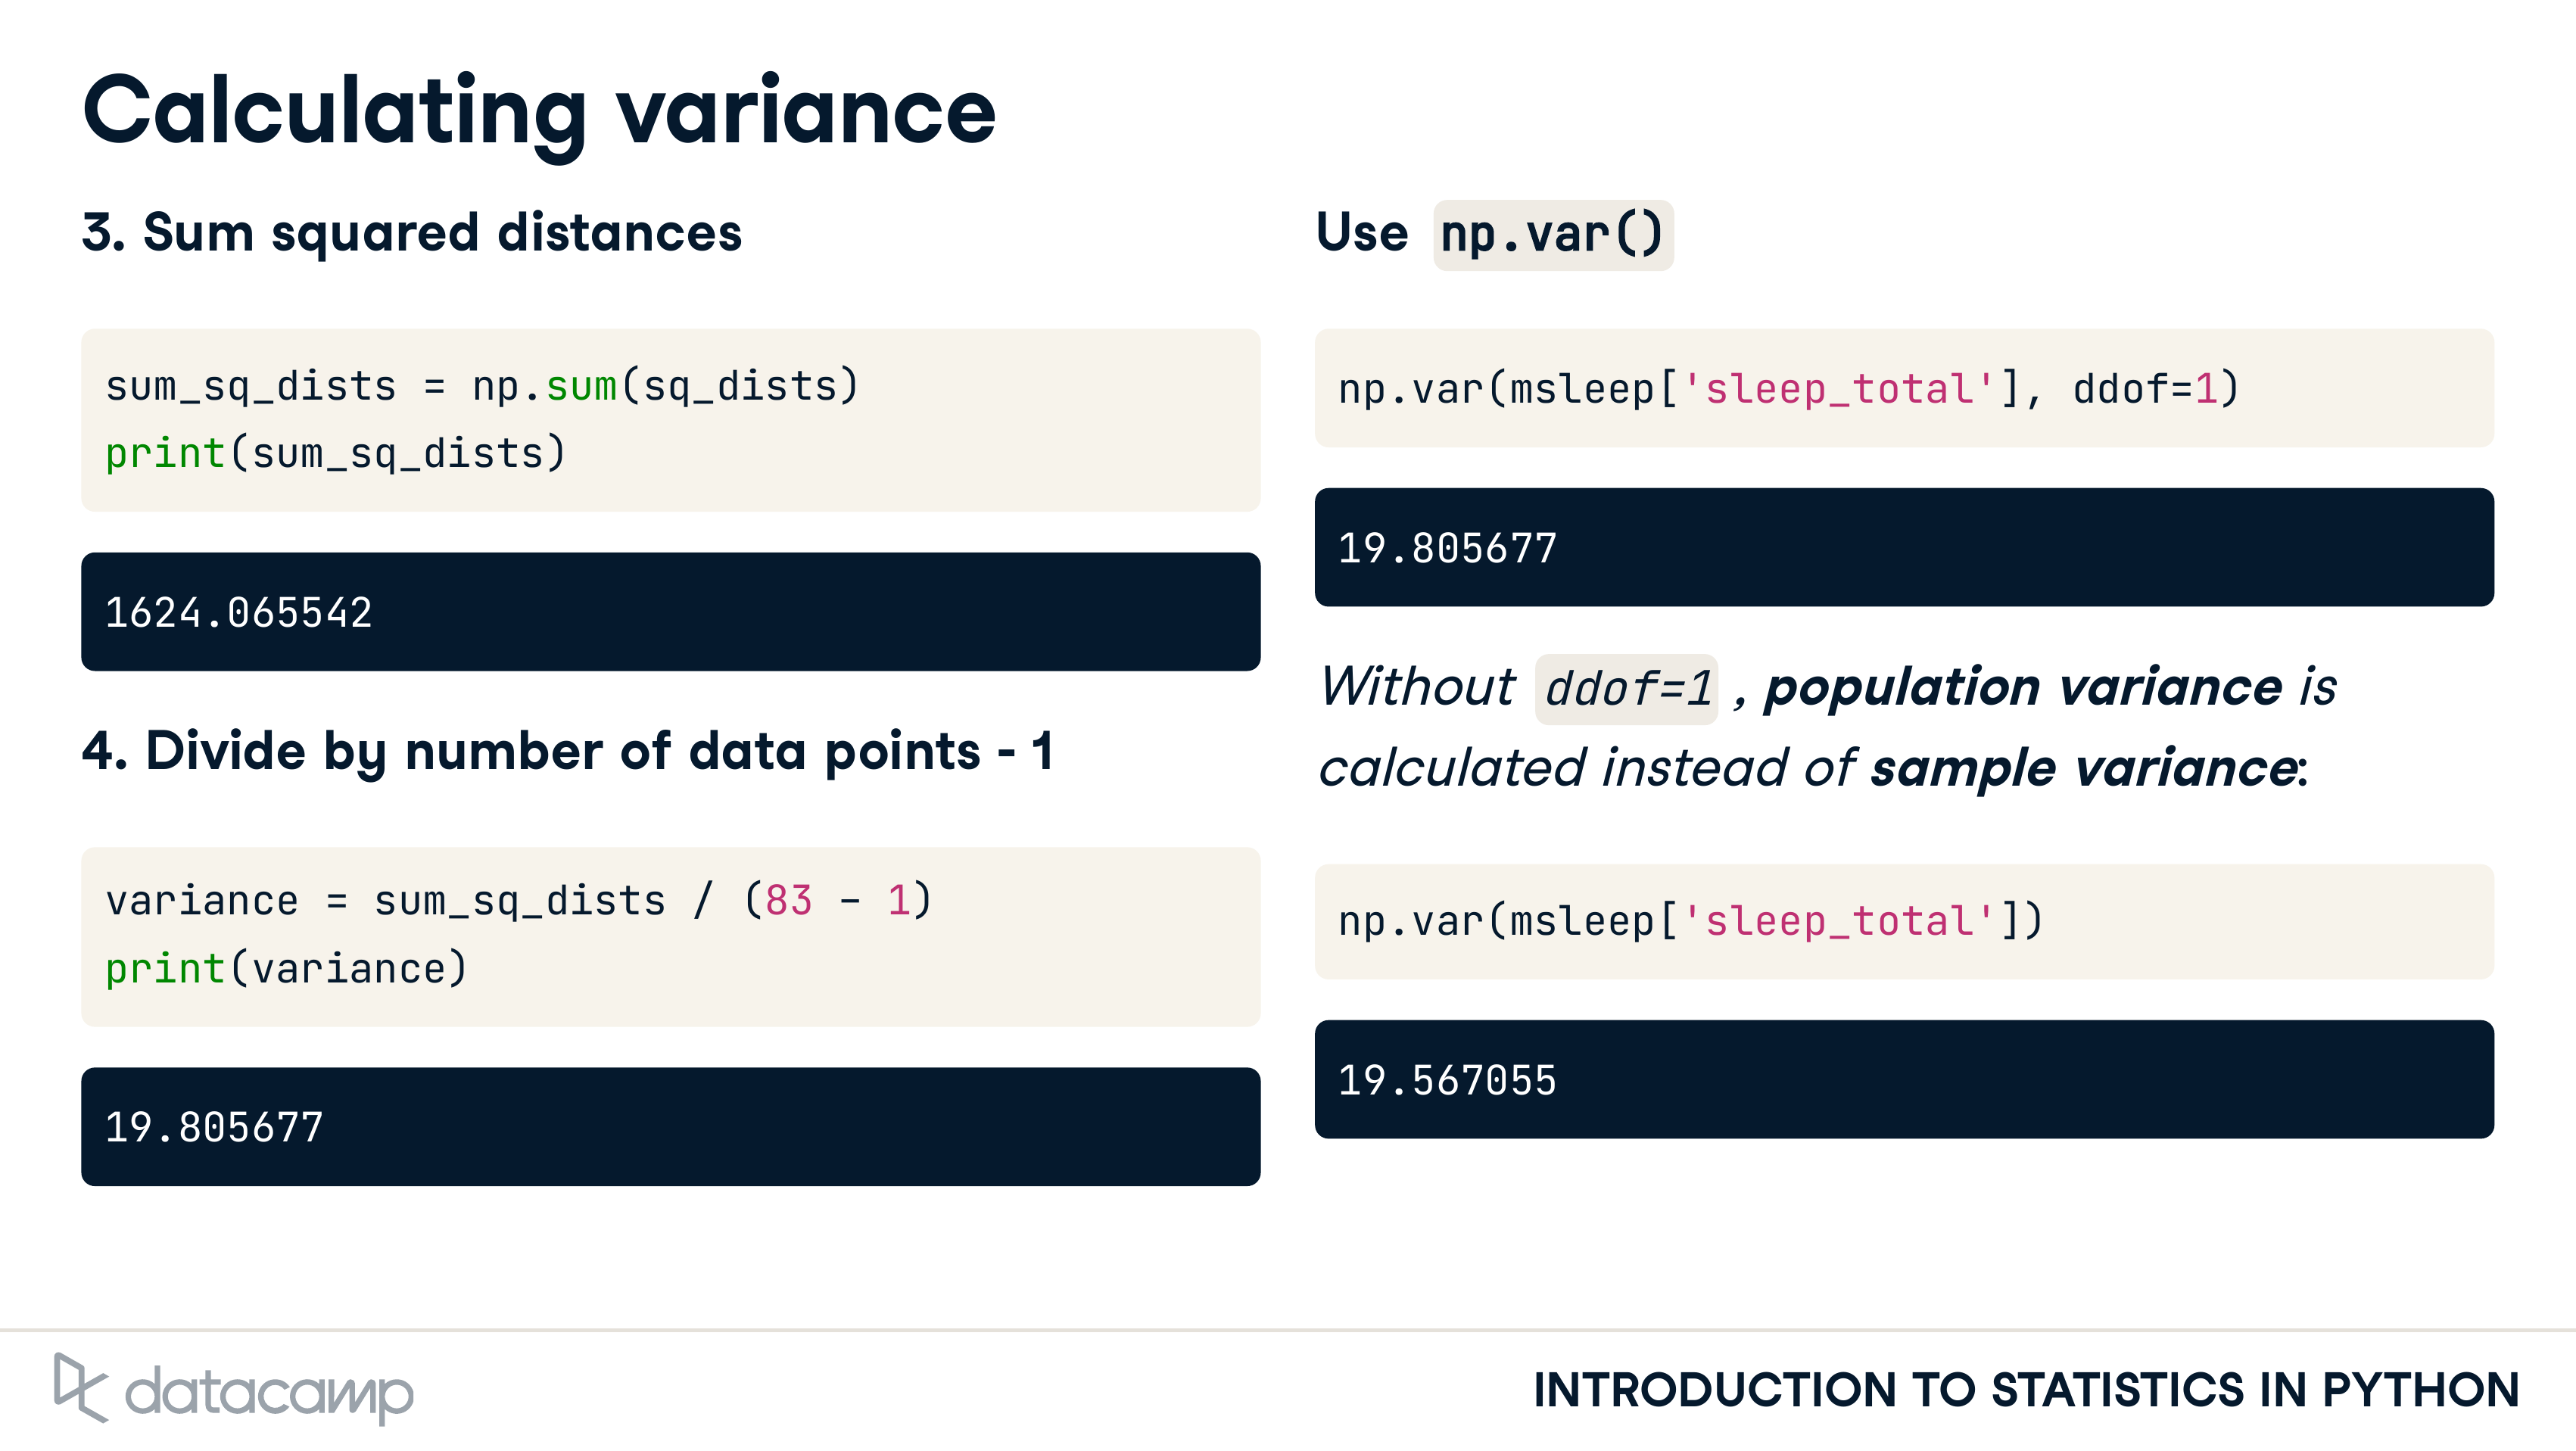 Calculating variance
3. Sum squared distances
sum_sq_dists = np.sum(sq_dists)
print(sum_sq_dists)
1624.065542
4. Divide by number of data points - 1
variance = sum_sq_dists / (83 - 1)
print(variance)
19.805677
Use np.var()
np.var(msleep['sleep_total'], ddof=1)
19.805677
Without ddof=1 , population variance is
calculated instead of sample variance:
np.var(msleep['sleep_total'])
19.567055
datacamp
INTRODUCTION TO STATISTICS IN PYTHON